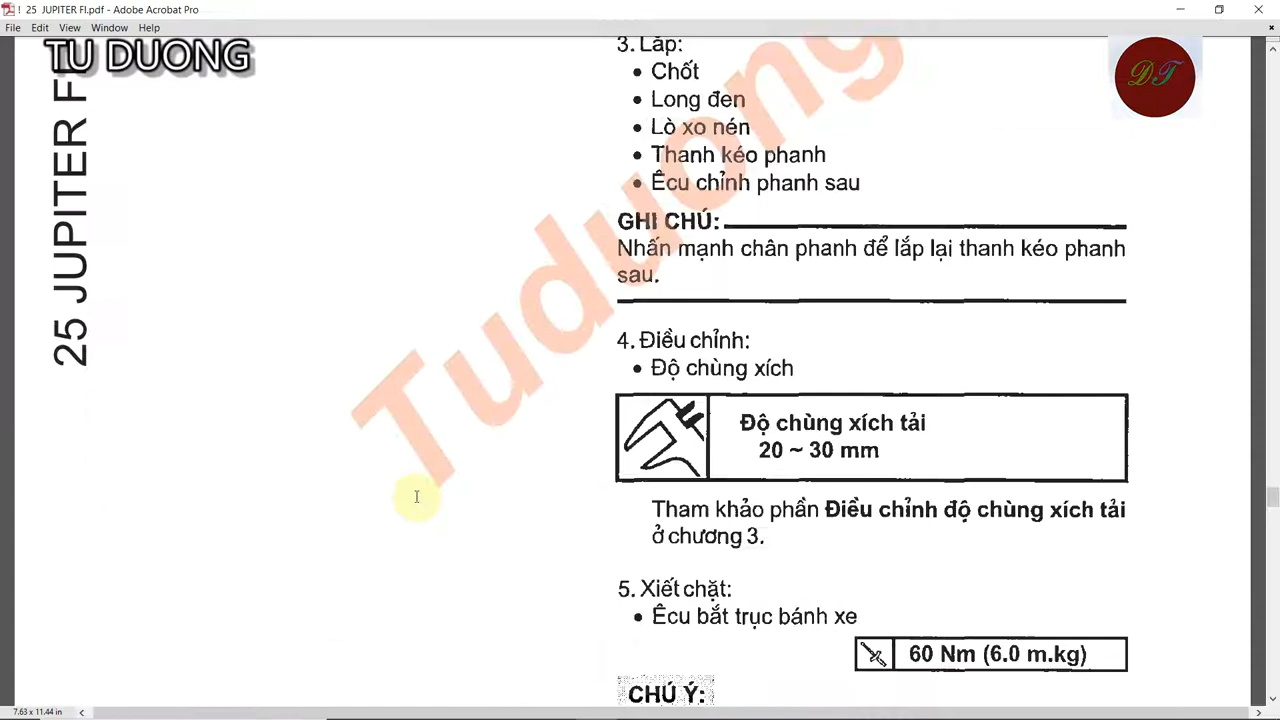 ! 25 JUPITER FI.pdf - Adobe Acrobat Pro
File Edit View Window Help
TU DUONG
25 JUPITER F
DT
Tuduong
3. Lắp:
• Chốt
• Long đen
• Lò xo nén
• Thanh kéo phanh
• Êcu chỉnh phanh sau
GHI CHÚ:
Nhấn mạnh chân phanh để lắp lại thanh kéo phanh
sau.
4. Điều chỉnh:
• Độ chùng xích
Độ chùng xích tải
20 ~ 30 mm
Tham khảo phần Điều chỉnh độ chùng xích tải
ở chương 3.
5. Xiết chặt:
• Êcu bắt trục bánh xe
60 Nm (6.0 m.kg)
CHÚ Ý:
7.63 x 11.44 in